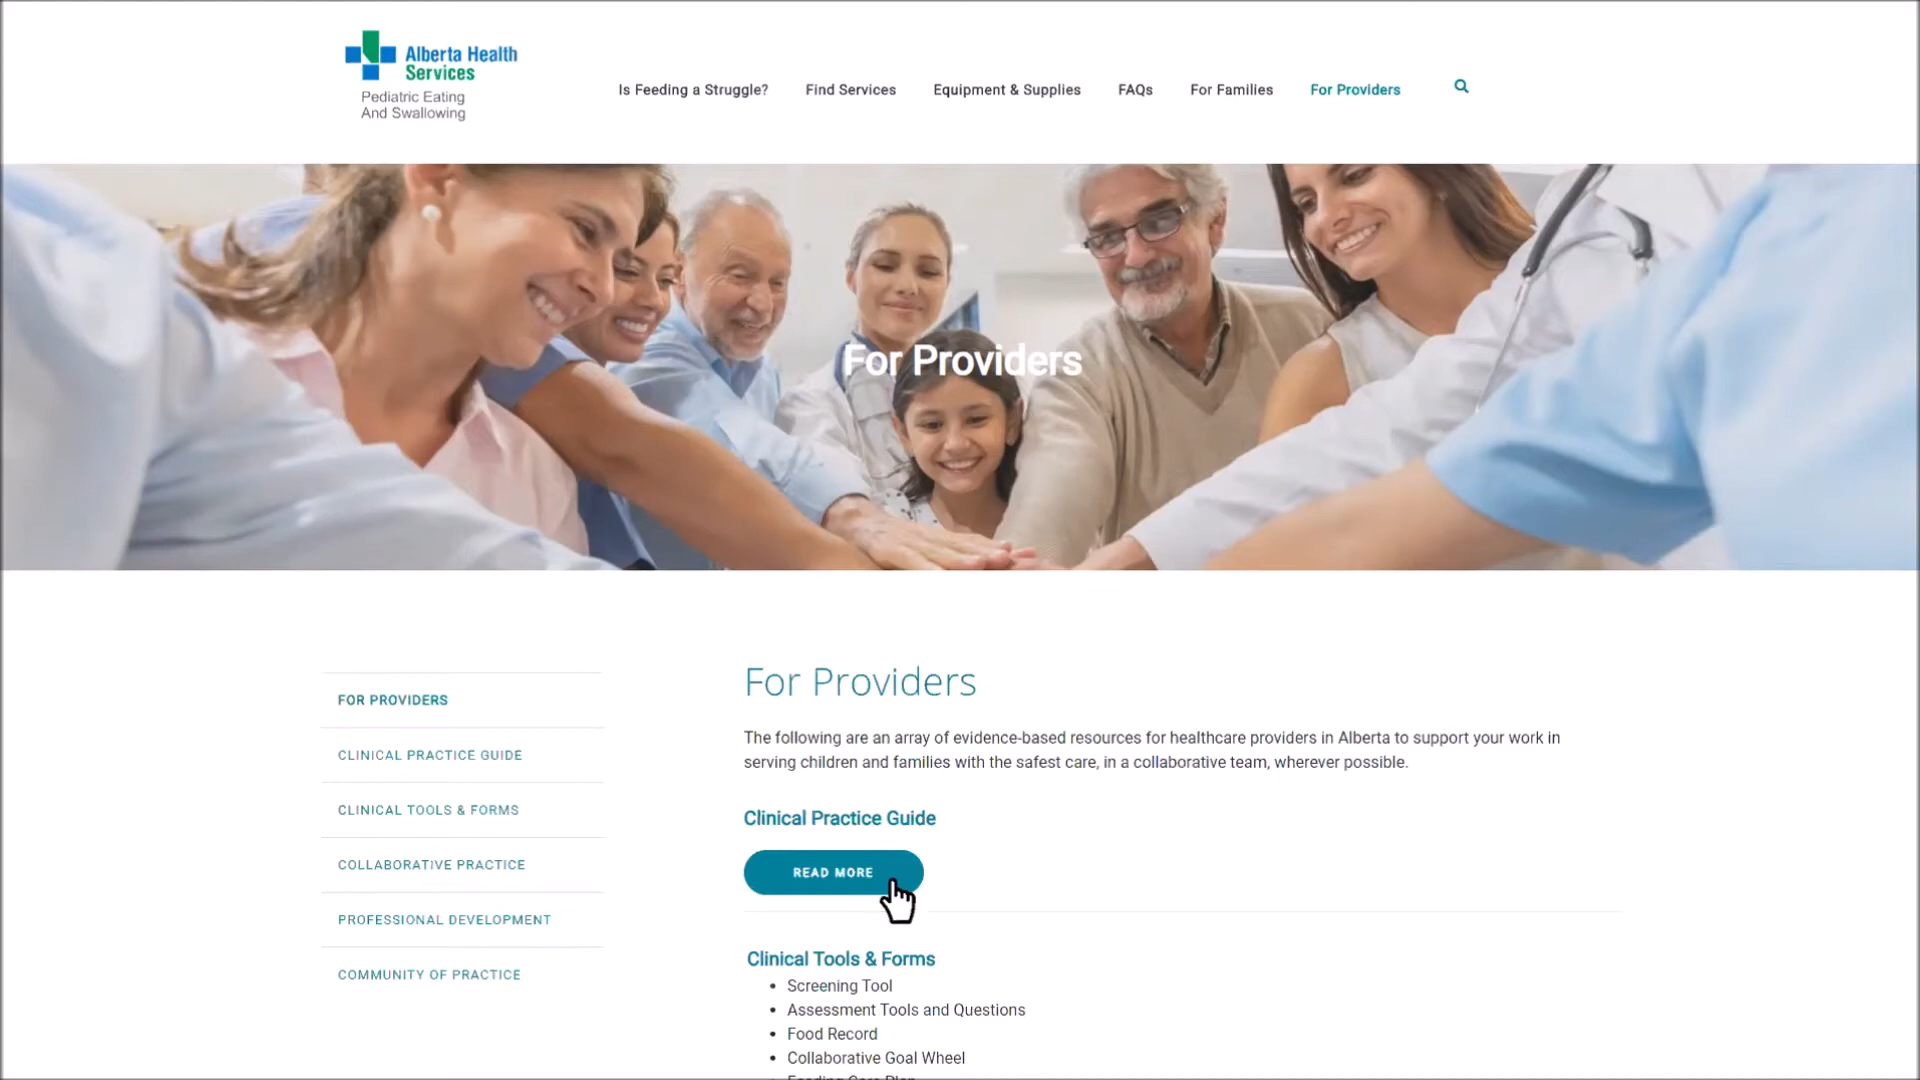 Alberta Health
Services
Pediatric Eating
And Swallowing
Is Feeding a Struggle?
Find Services
Equipment & Supplies
FAQs
For Families
For Providers
For Providers
FOR PROVIDERS
CLINICAL PRACTICE GUIDE
CLINICAL TOOLS & FORMS
COLLABORATIVE PRACTICE
PROFESSIONAL DEVELOPMENT
COMMUNITY OF PRACTICE
For Providers
The following are an array of evidence-based resources for healthcare providers in Alberta to support your work in
serving children and families with the safest care, in a collaborative team, wherever possible.
Clinical Practice Guide
READ MORE
Clinical Tools & Forms
• Screening Tool
• Assessment Tools and Questions
• Food Record
• Collaborative Goal Wheel